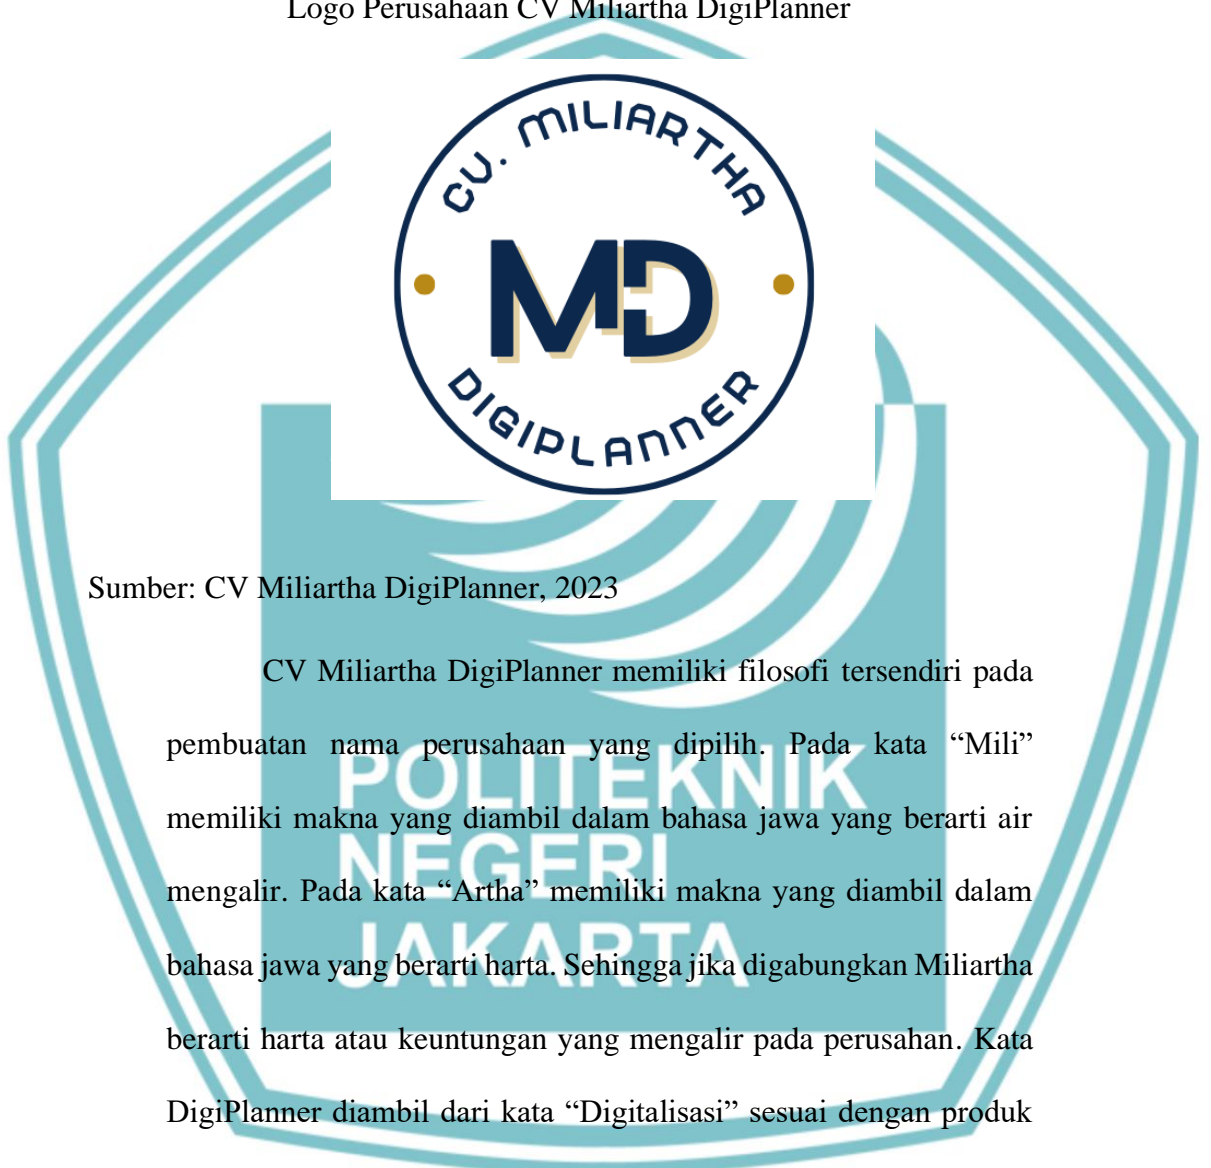 Logo Perusahaan CV Miliartha DigiPlanner
CV. MILIARTHA
MD
DIGIPLANNER
Sumber: CV Miliartha DigiPlanner, 2023
CV Miliartha DigiPlanner memiliki filosofi tersendiri pada
pembuatan nama perusahaan yang dipilih. Pada kata “Mili”
memiliki makna yang diambil dalam bahasa jawa yang berarti air
mengalir. Pada kata “Artha” memiliki makna yang diambil dalam
bahasa jawa yang berarti harta. Sehingga jika digabungkan Miliartha
berarti harta atau keuntungan yang mengalir pada perusahan. Kata
DigiPlanner diambil dari kata “Digitalisasi” sesuai dengan produk
POLITEKNIK
NEGERI
JAKARTA